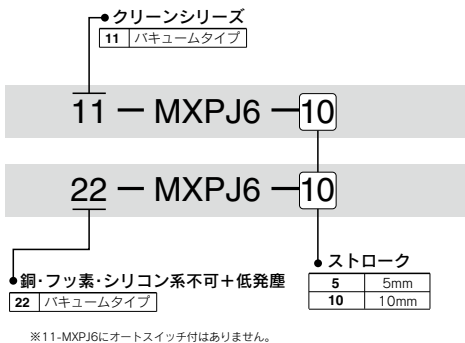 クリーンシリーズ
11 バキュームタイプ
11 — MXPJ6 — 10
22 — MXPJ6 — 10
銅・フッ素・シリコン系不可+低発塵
22 バキュームタイプ
ストローク
5 5mm
10 10mm
※11-MXPJ6にオートスイッチ付はありません。